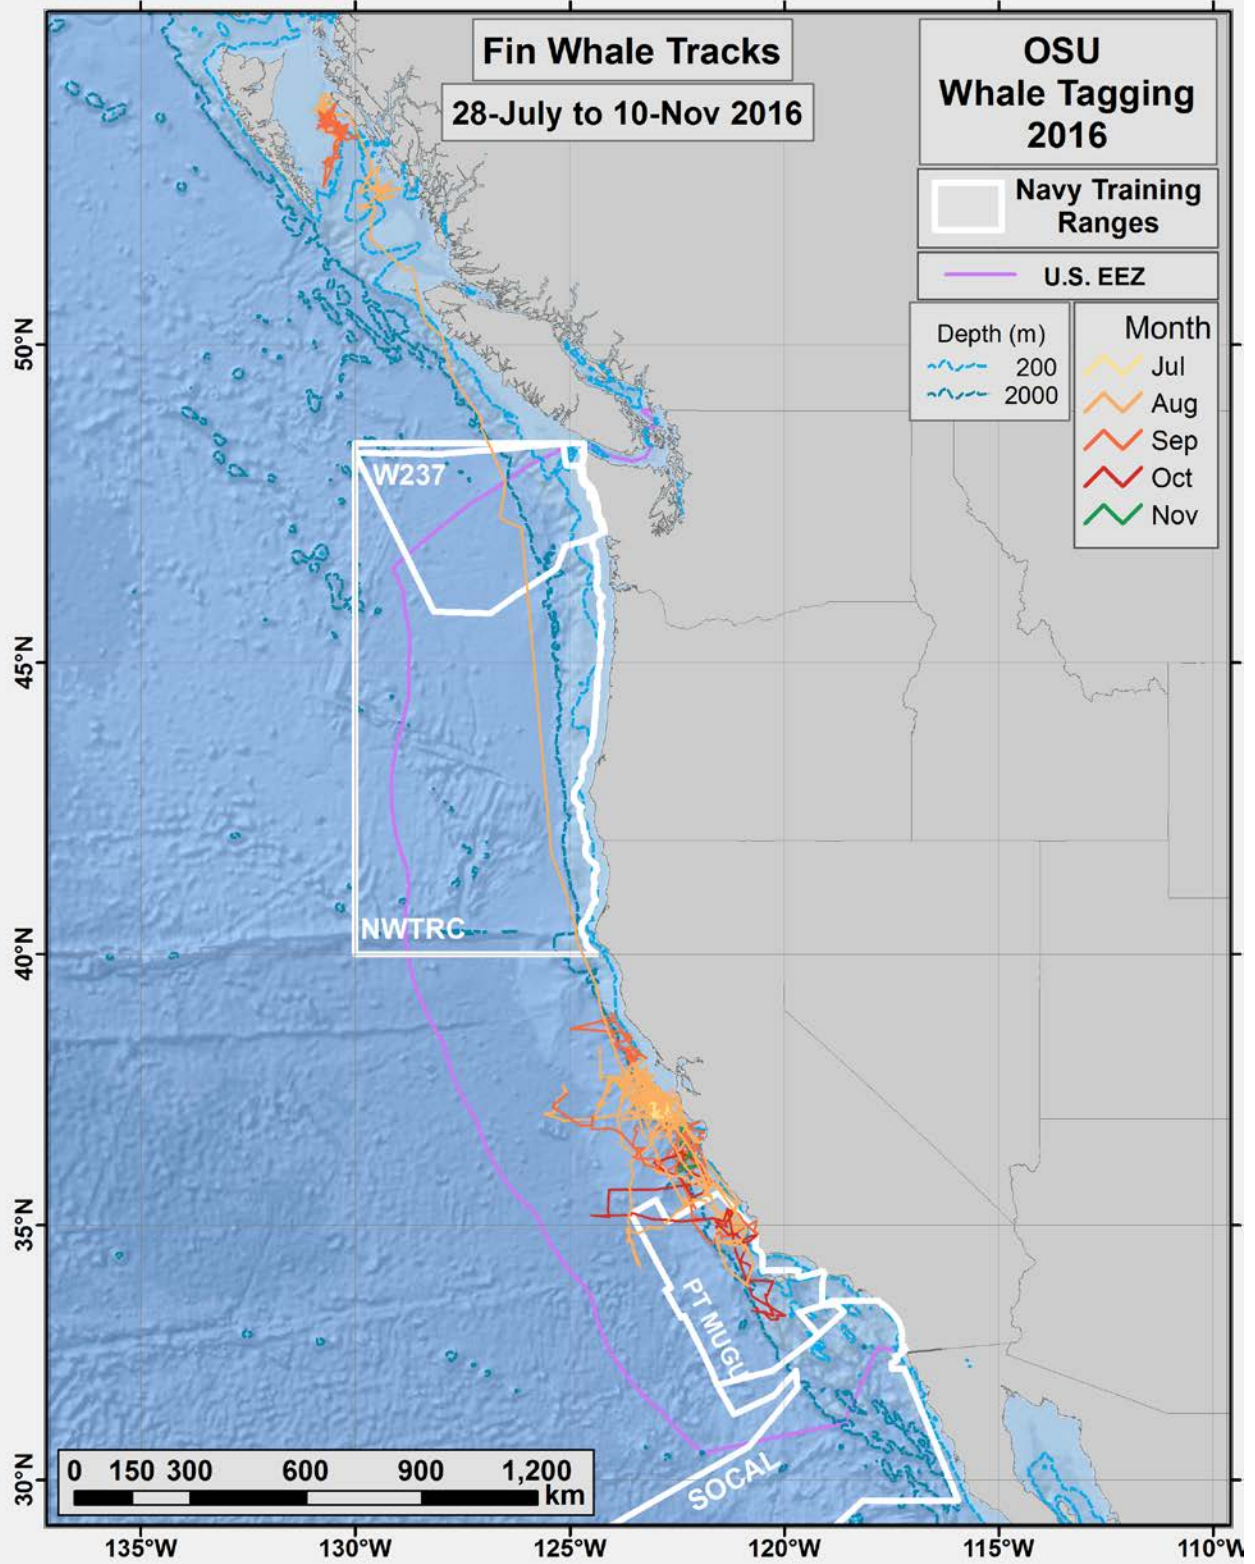 Fin Whale Tracks
28-July to 10-Nov 2016
OSU
Whale Tagging
2016
Navy Training
Ranges
U.S. EEZ
Depth (m)
200
2000
Month
Jul
Aug
Sep
Oct
Nov
50°N
45°N
40°N
35°N
30°N
W237
NWTRC
PT MUGU
SOCAL
0 150 300 600 900 1,200
km
135°W 130°W 125°W 120°W 115°W 110°W